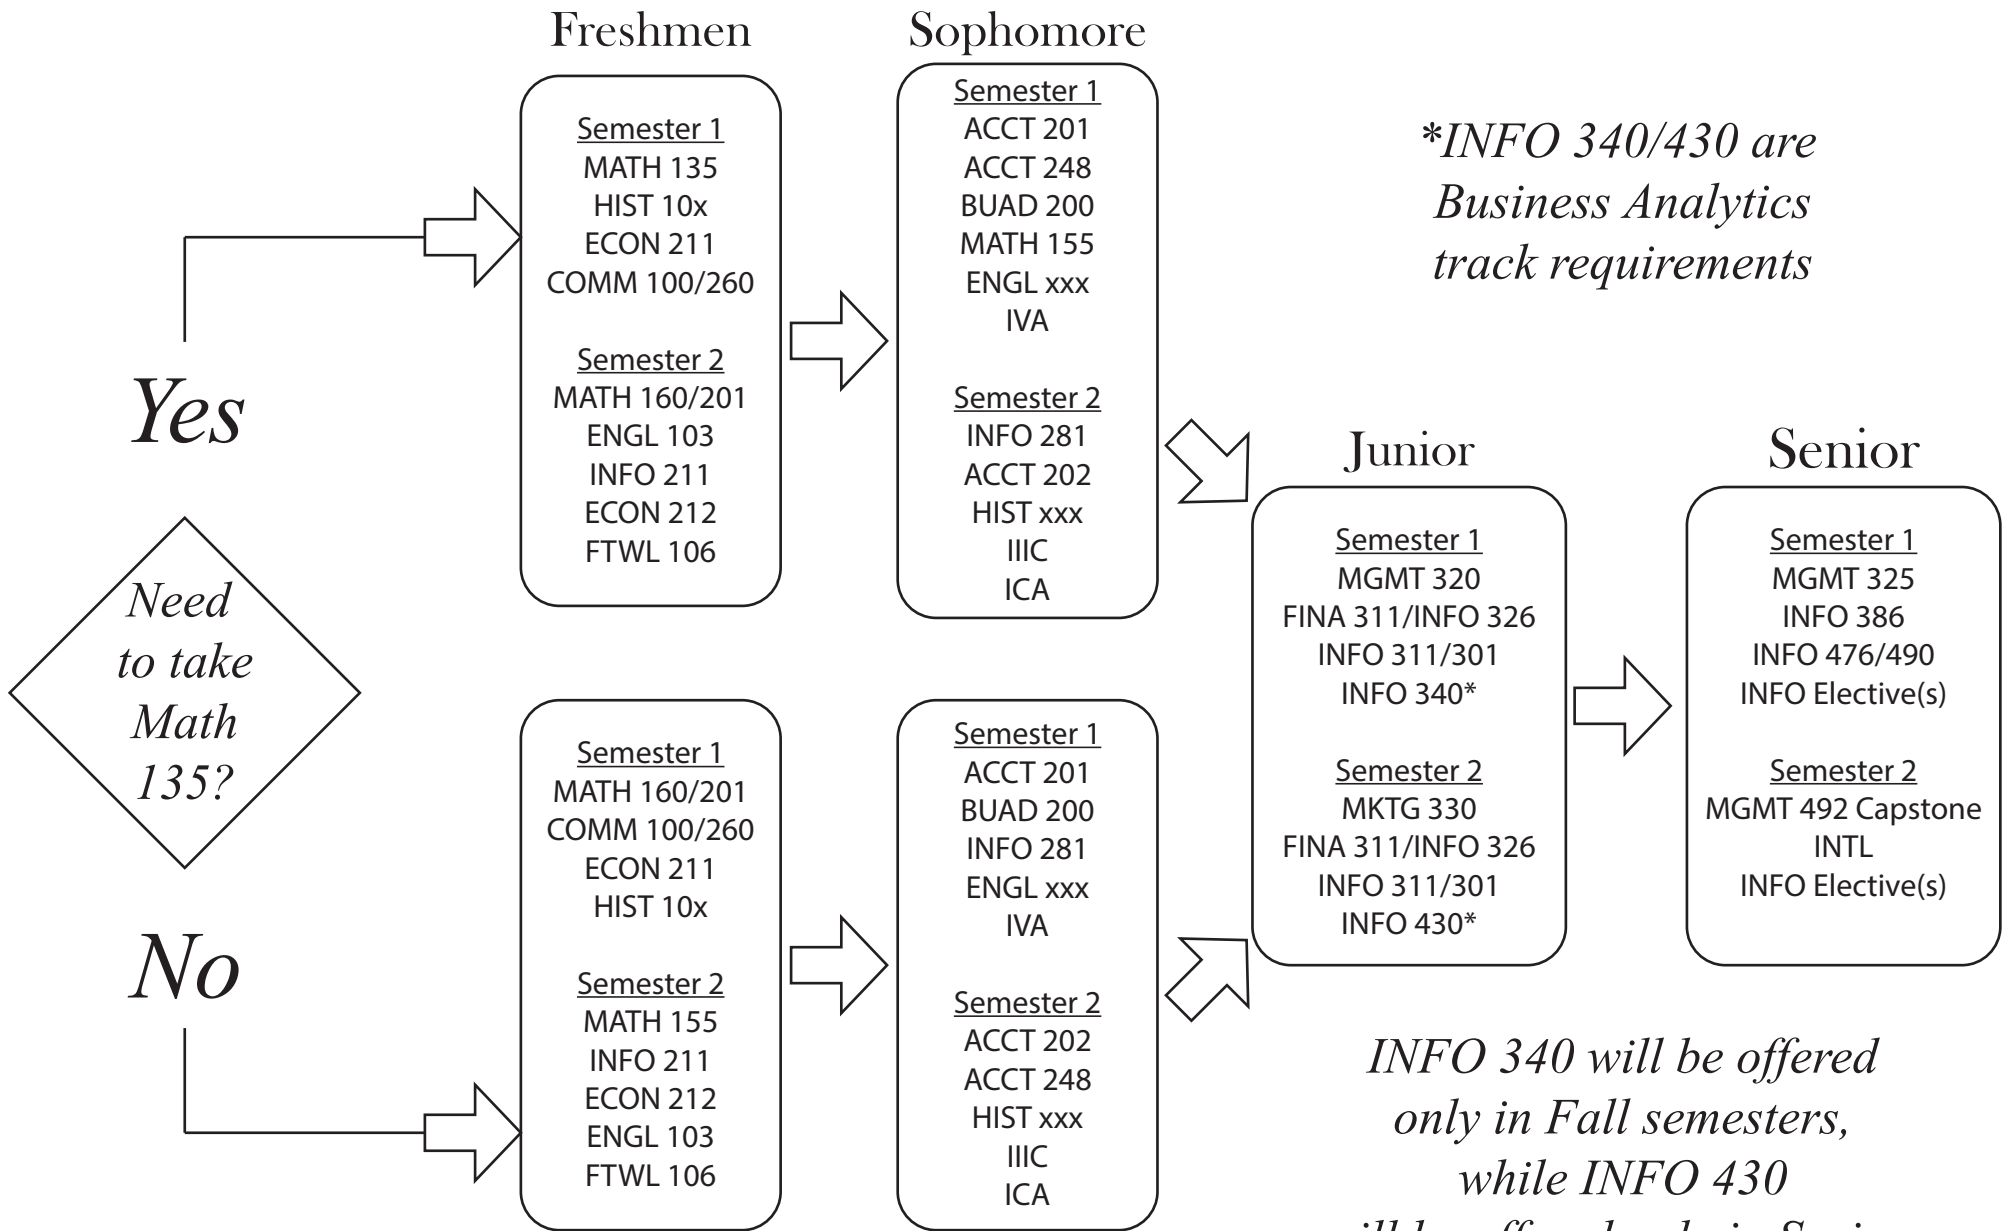 Freshmen
Sophomore
Semester 1
MATH 135
HIST 10x
ECON 211
COMM 100/260
Semester 2
MATH 160/201
ENGL 103
INFO 211
ECON 212
FTWL 106
Semester 1
ACCT 201
ACCT 248
BUAD 200
MATH 155
ENGL xxx
IVA
Semester 2
INFO 281
ACCT 202
HIST xxx
IIIC
ICA
*INFO 340/430 are
Business Analytics
track requirements
Yes
Need
to take
Math
135?
No
Semester 1
MATH 160/201
COMM 100/260
ECON 211
HIST 10x
Semester 2
MATH 155
INFO 211
ECON 212
ENGL 103
FTWL 106
Semester 1
ACCT 201
BUAD 200
INFO 281
ENGL xxx
IVA
Semester 2
ACCT 202
ACCT 248
HIST xxx
IIIC
ICA
Junior
Semester 1
MGMT 320
FINA 311/INFO 326
INFO 311/301
INFO 340*
Semester 2
MKTG 330
FINA 311/INFO 326
INFO 311/301
INFO 430*
Senior
Semester 1
MGMT 325
INFO 386
INFO 476/490
INFO Elective(s)
Semester 2
MGMT 492 Capstone
INTL
INFO Elective(s)
INFO 340 will be offered
only in Fall semesters,
while INFO 430